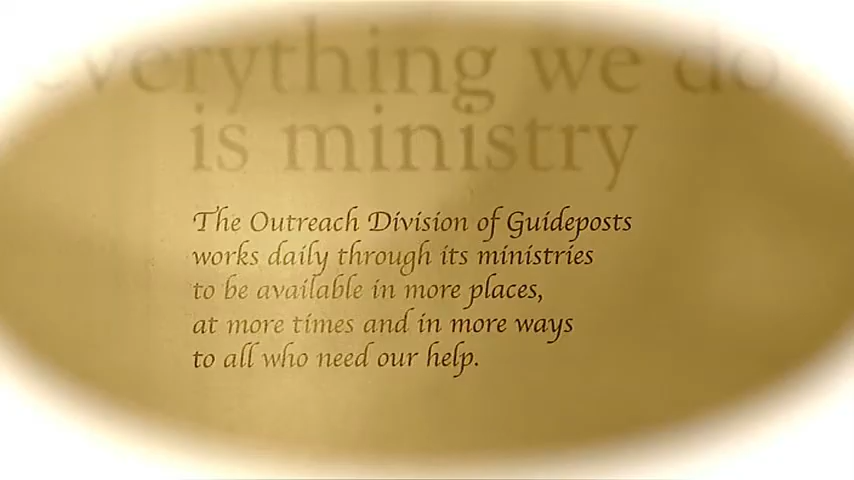 everything we do
is ministry
The Outreach Division of Guideposts
works daily through its ministries
to be available in more places,
at more times and in more ways
to all who need our help.